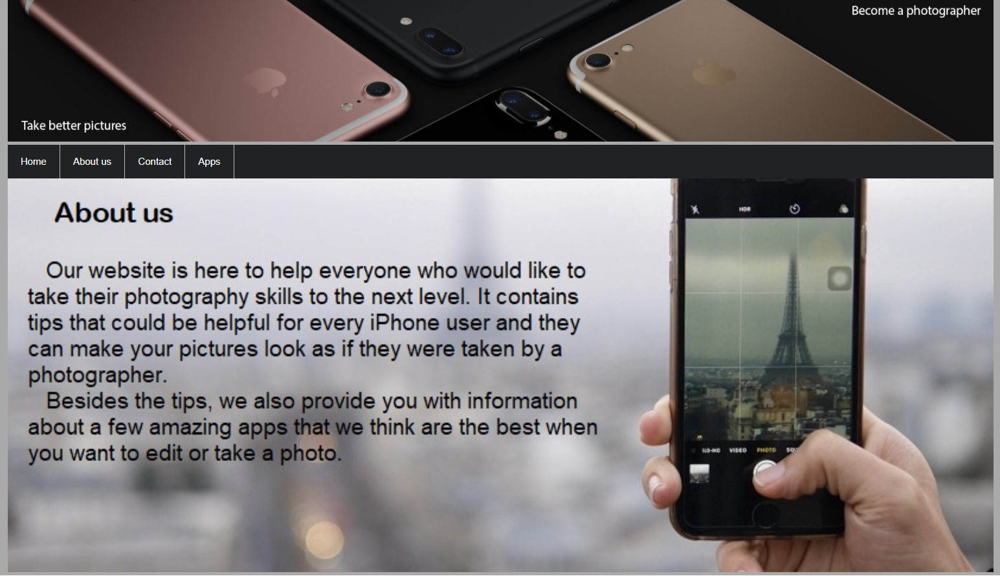 Become a photographer
Take better pictures
Home
About us
Contact
Apps
About us
Our website is here to help everyone who would like to
take their photography skills to the next level. It contains
tips that could be helpful for every iPhone user and they
can make your pictures look as if they were taken by a
photographer.
Besides the tips, we also provide you with information
about a few amazing apps that we think are the best when
you want to edit or take a photo.
HDR
VIDEO
PHOTO